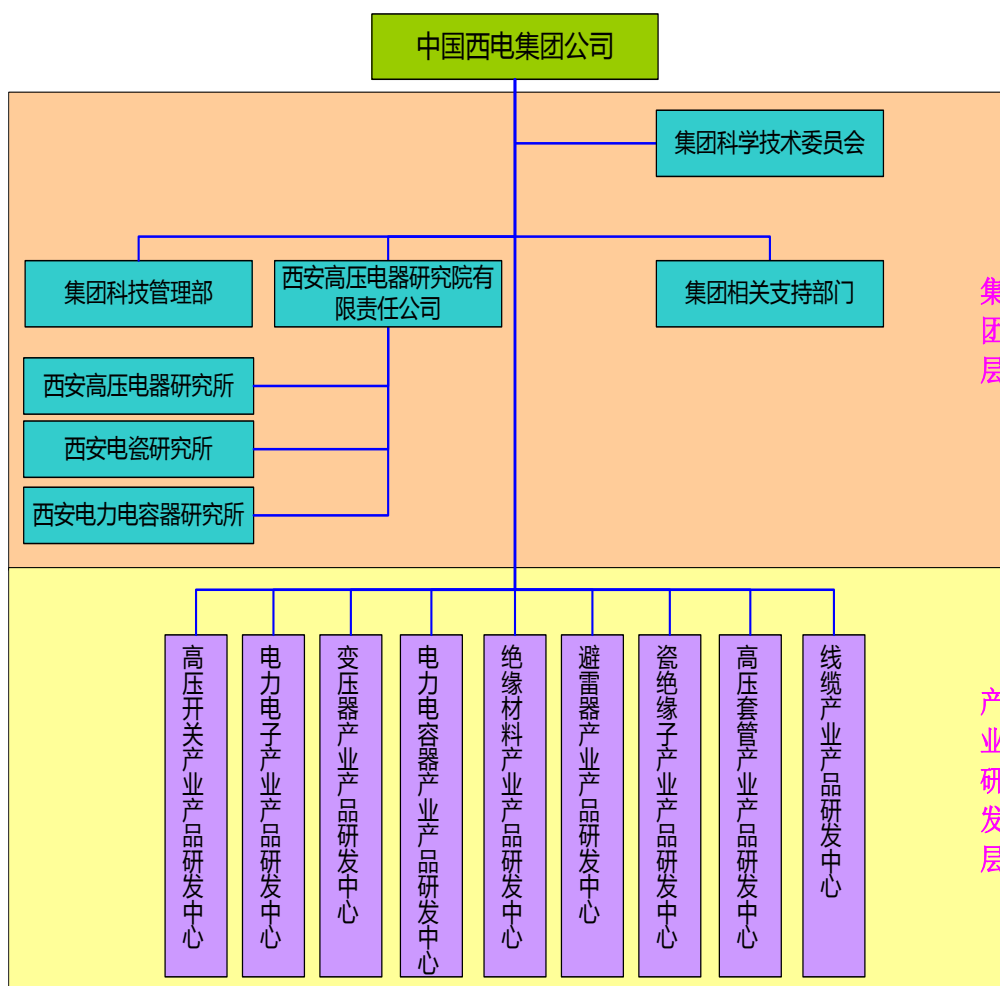 中国西电集团公司
集团科学技术委员会
集团科技管理部
西安高压电器研究院有
限责任公司
集团相关支持部门
西安高压电器研究所
西安电瓷研究所
西安电力电容器研究所
集团层
高压开关产业产品研发中心
电力电子产业产品研发中心
变压器产业产品研发中心
电力电容器产业产品研发中心
绝缘材料产业产品研发中心
避雷器产业产品研发中心
瓷绝缘子产业产品研发中心
高压套管产业产品研发中心
线缆产业产品研发中心
产业研发层